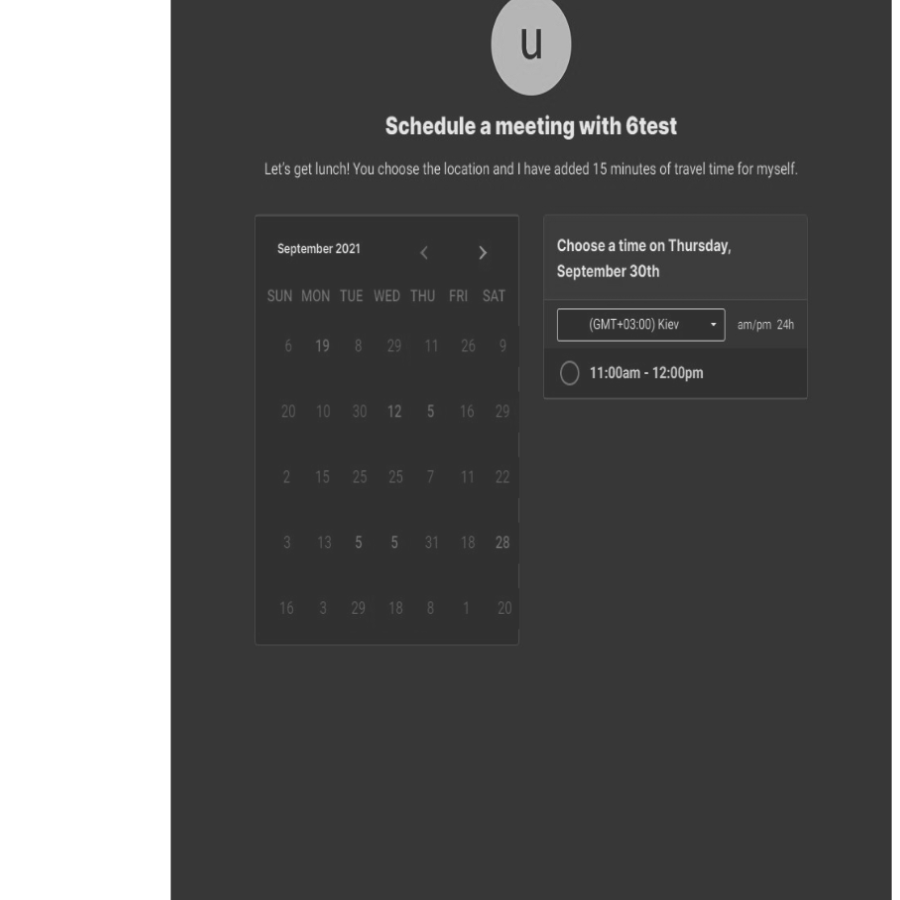 u
Schedule a meeting with 6test
Let's get lunch! You choose the location and I have added 15 minutes of travel time for myself.
September 2021
SUN MON TUE WED THU FRI SAT
6 19 8 29 11 26 9
20 10 30 12 5 16 29
2 15 25 25 7 11 22
3 13 5 5 31 18 28
16 3 29 18 8 1 20
Choose a time on Thursday,
September 30th
(GMT+03:00) Kiev am/pm 24h
11:00am - 12:00pm